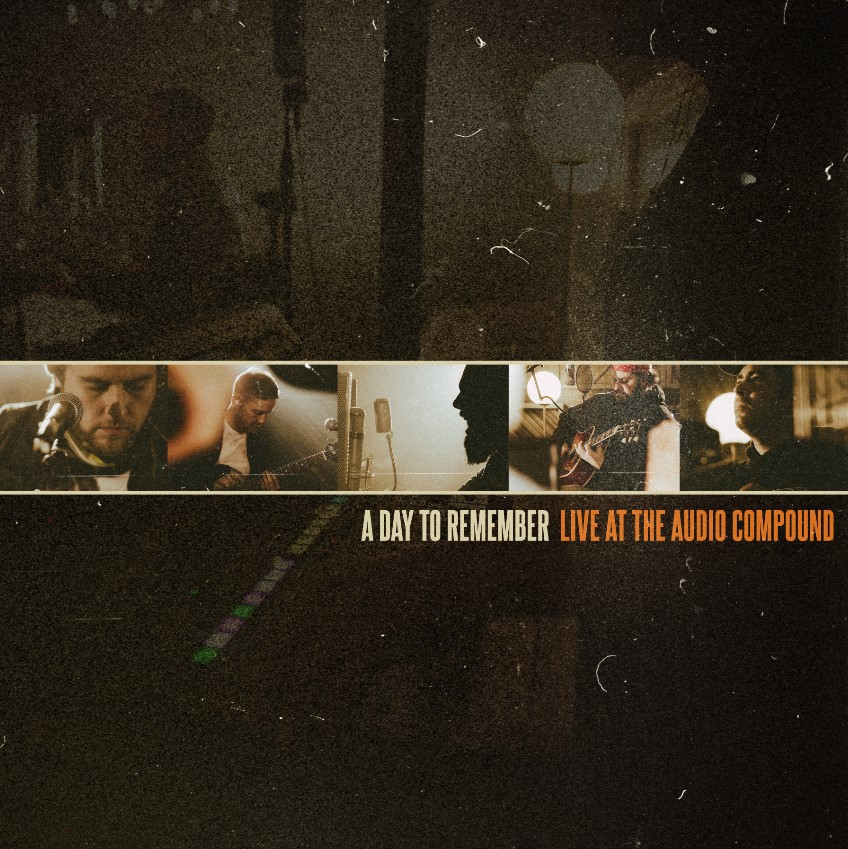 A DAY TO REMEMBER LIVE AT THE AUDIO COMPOUND